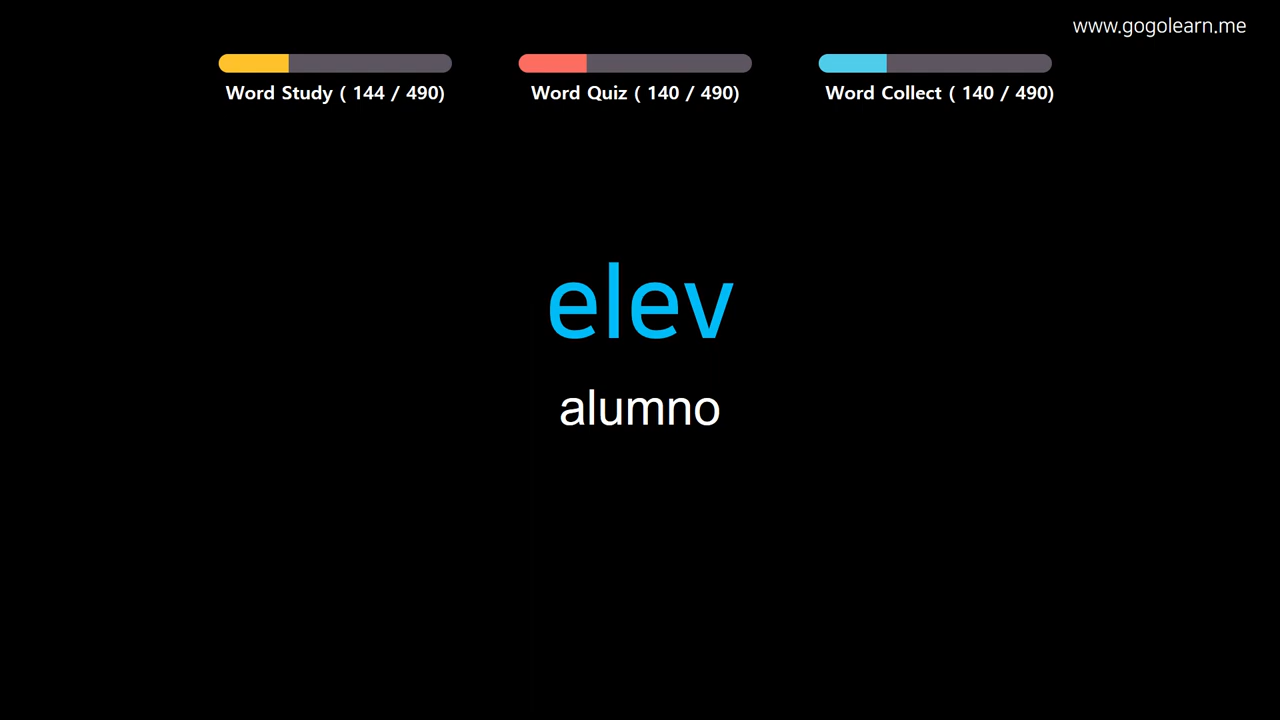 www.gogolearn.me
Word Study ( 144 / 490)
Word Quiz ( 140 / 490)
Word Collect ( 140 / 490)
elev
alumno